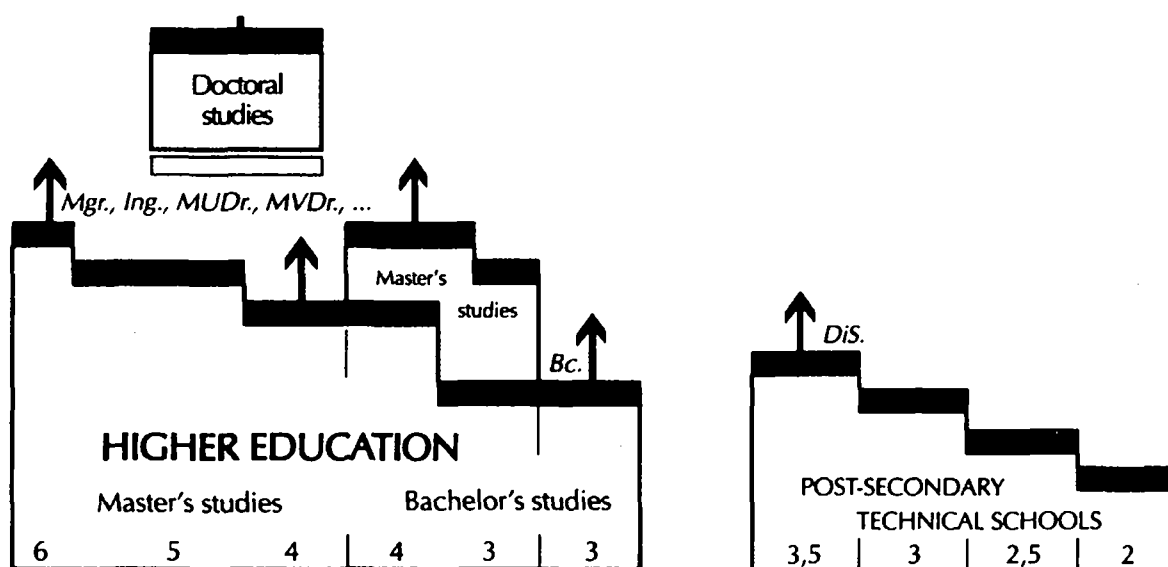 Doctoral
studies
Mgr., Ing., MUDr., MVDr., ...
Master's
studies
Bc.
DiS.
HIGHER EDUCATION
Master's studies
Bachelor's studies
6 5 4 4 3 3
POST-SECONDARY
TECHNICAL SCHOOLS
3,5 3 2,5 2